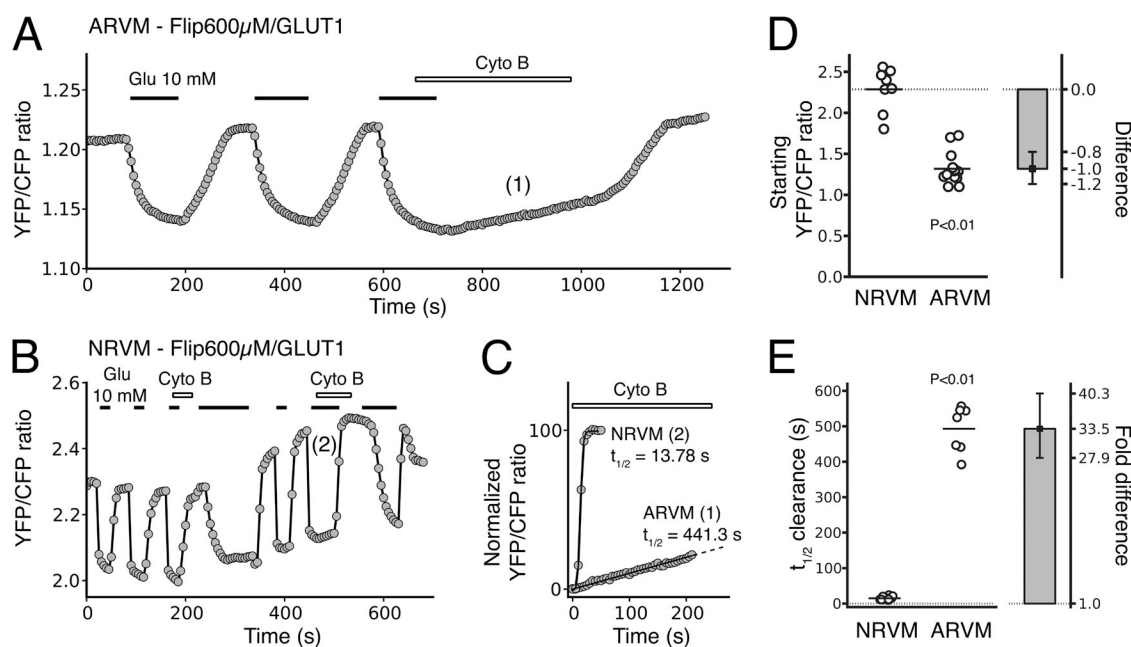 A
ARVM - Flip600µM/GLUT1
Glu 10 mM
Cyto B
(1)
1.25
1.20
1.15
1.10
YFP/CFP ratio
0
200
400
600
800
1000
1200
Time (s)
B
NRVM - Flip600µM/GLUT1
Glu
10 mM
Cyto B
Cyto B
(2)
2.6
2.4
2.2
2.0
YFP/CFP ratio
0
200
400
600
Time (s)
C
Cyto B
100
0
Normalized
YFP/CFP ratio
NRVM (2)
t1/2 = 13.78 s
ARVM (1)
t1/2 = 441.3 s
0
100
200
Time (s)
D
2.5
2.0
1.5
1.0
0.5
0.0
Starting
YFP/CFP ratio
P<0.01
NRVM
ARVM
0.0
-0.8
-1.0
-1.2
Difference
E
600
500
400
300
200
100
0
t1/2 clearance (s)
P<0.01
NRVM
ARVM
40.3
33.5
27.9
1.0
Fold difference